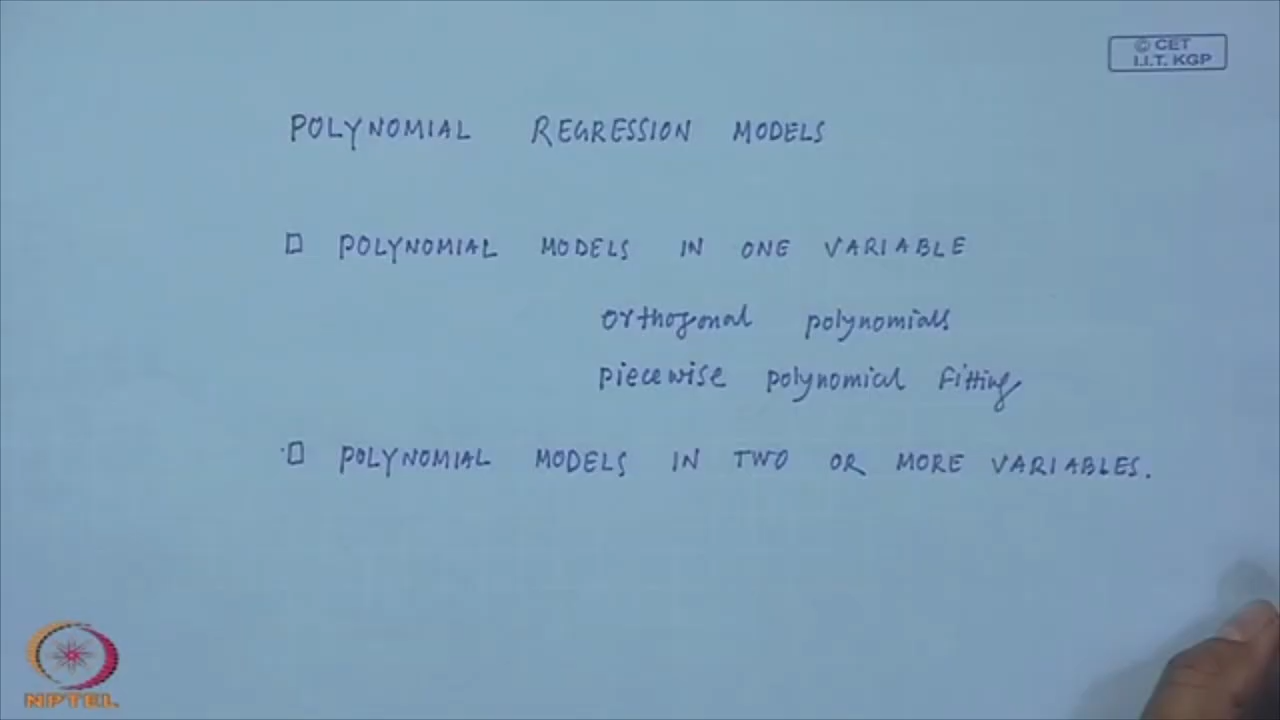 © CET
I.I.T. KGP
POLYNOMIAL REGRESSION MODELS
□ POLYNOMIAL MODELS IN ONE VARIABLE
orthogonal polynomials
piecewise polynomial fitting
□ POLYNOMIAL MODELS IN TWO OR MORE VARIABLES.
NPTEL